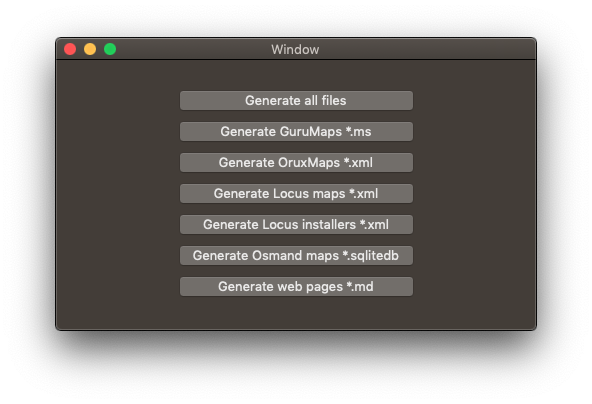 Window
Generate all files
Generate GuruMaps *.ms
Generate OruxMaps *.xml
Generate Locus maps *.xml
Generate Locus installers *.xml
Generate Osmand maps *.sqlitedb
Generate web pages *.md